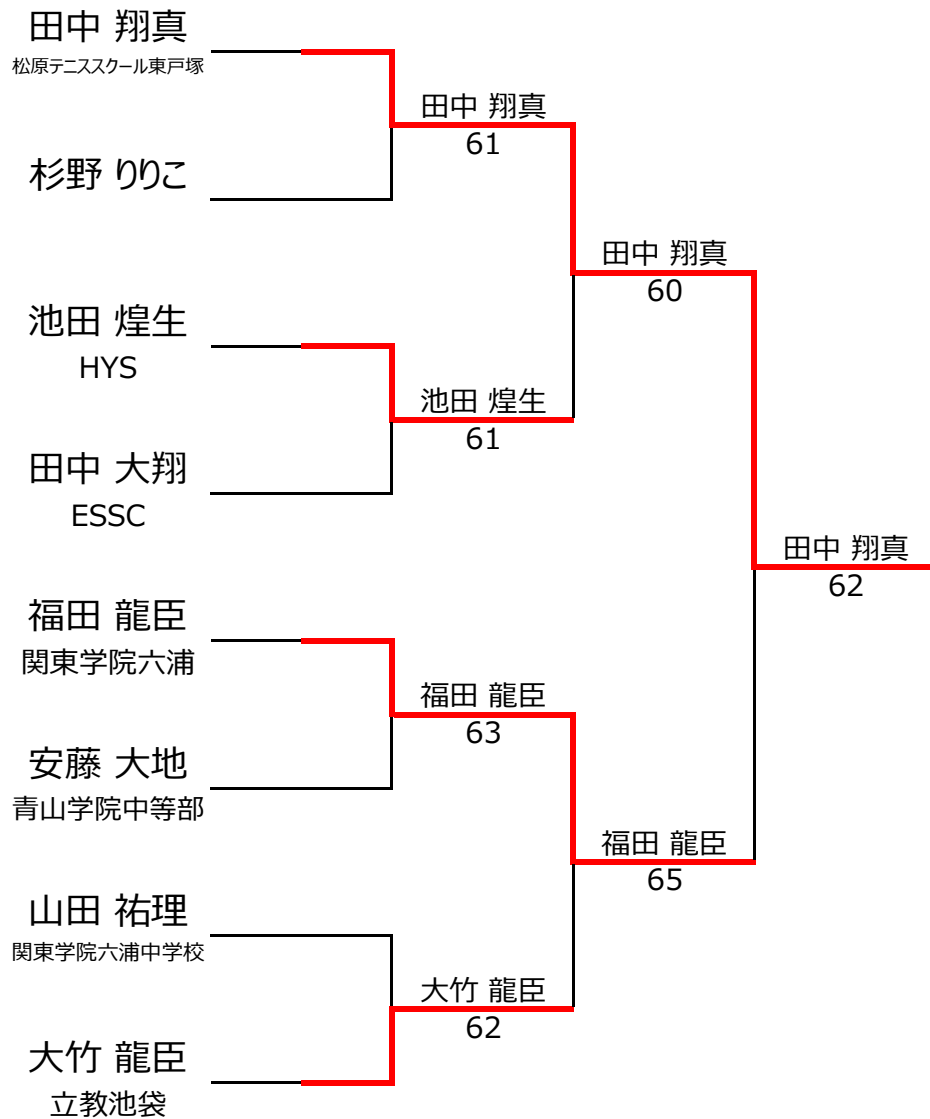 田中 翔真
松原テニススクール東戸塚
杉野 りりこ
池田 煌生
HYS
田中 大翔
ESSC
福田 龍臣
関東学院六浦
安藤 大地
青山学院中等部
山田 祐理
関東学院六浦中学校
大竹 龍臣
立教池袋
田中 翔真
61
池田 煌生
61
福田 龍臣
63
大竹 龍臣
62
田中 翔真
60
福田 龍臣
65
田中 翔真
62